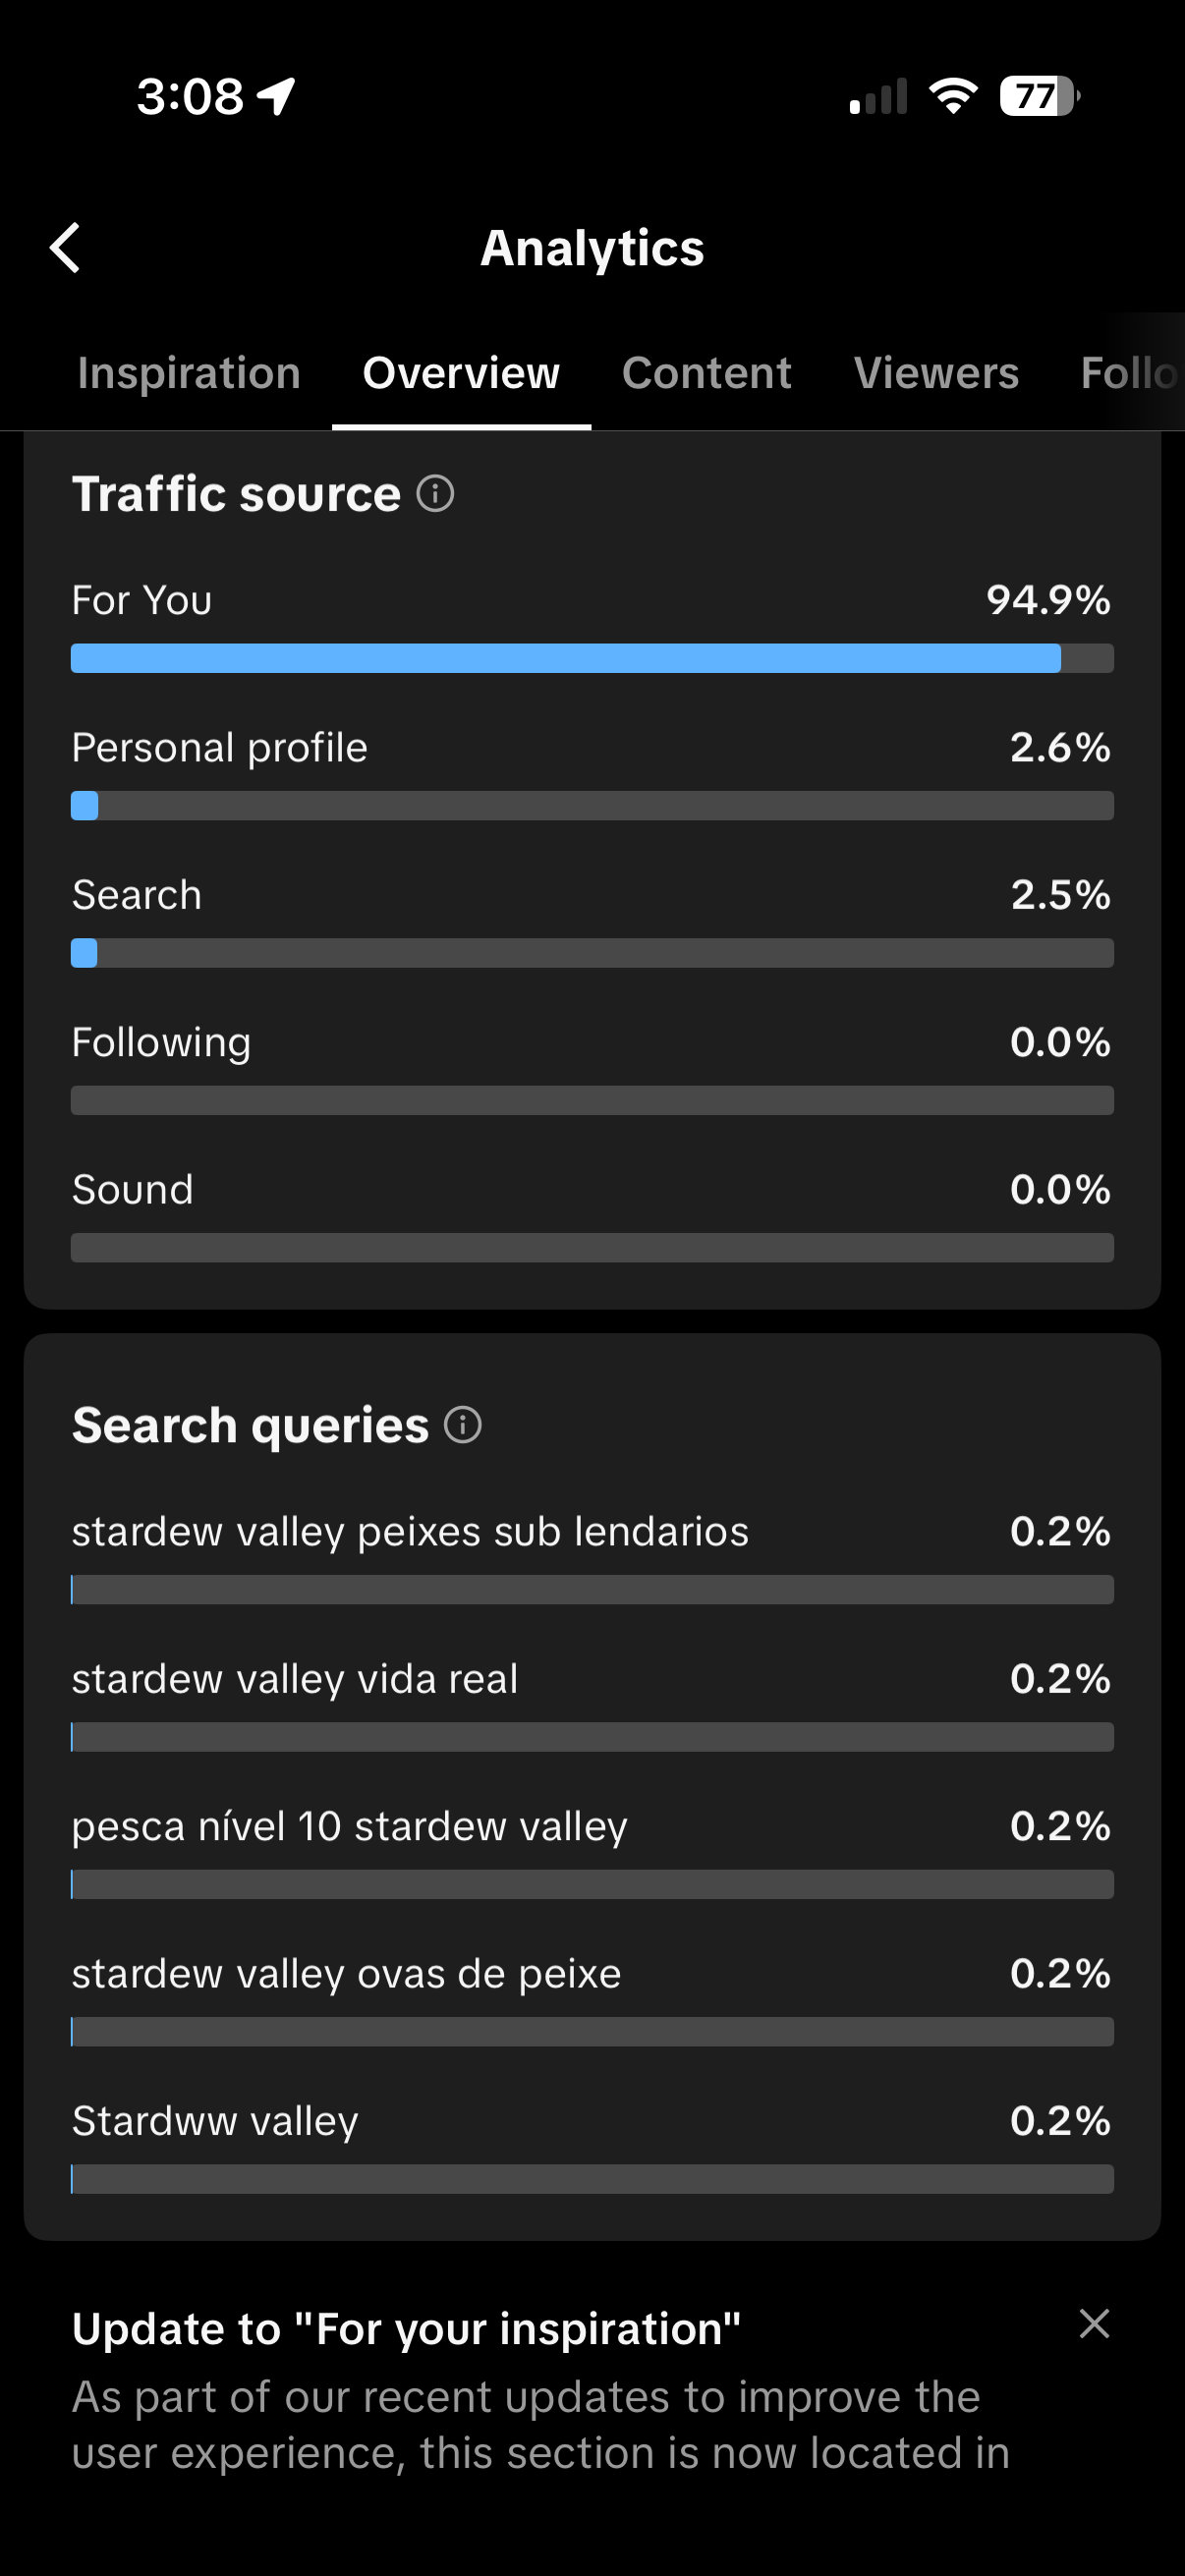 3:08
77
Analytics
Inspiration Overview Content Viewers Follo
Traffic source
For You 94.9%
Personal profile 2.6%
Search 2.5%
Following 0.0%
Sound 0.0%
Search queries
stardew valley peixes sub lendarios 0.2%
stardew valley vida real 0.2%
pesca nível 10 stardew valley 0.2%
stardew valley ovas de peixe 0.2%
Stardww valley 0.2%
Update to "For your inspiration"
As part of our recent updates to improve the
user experience, this section is now located in